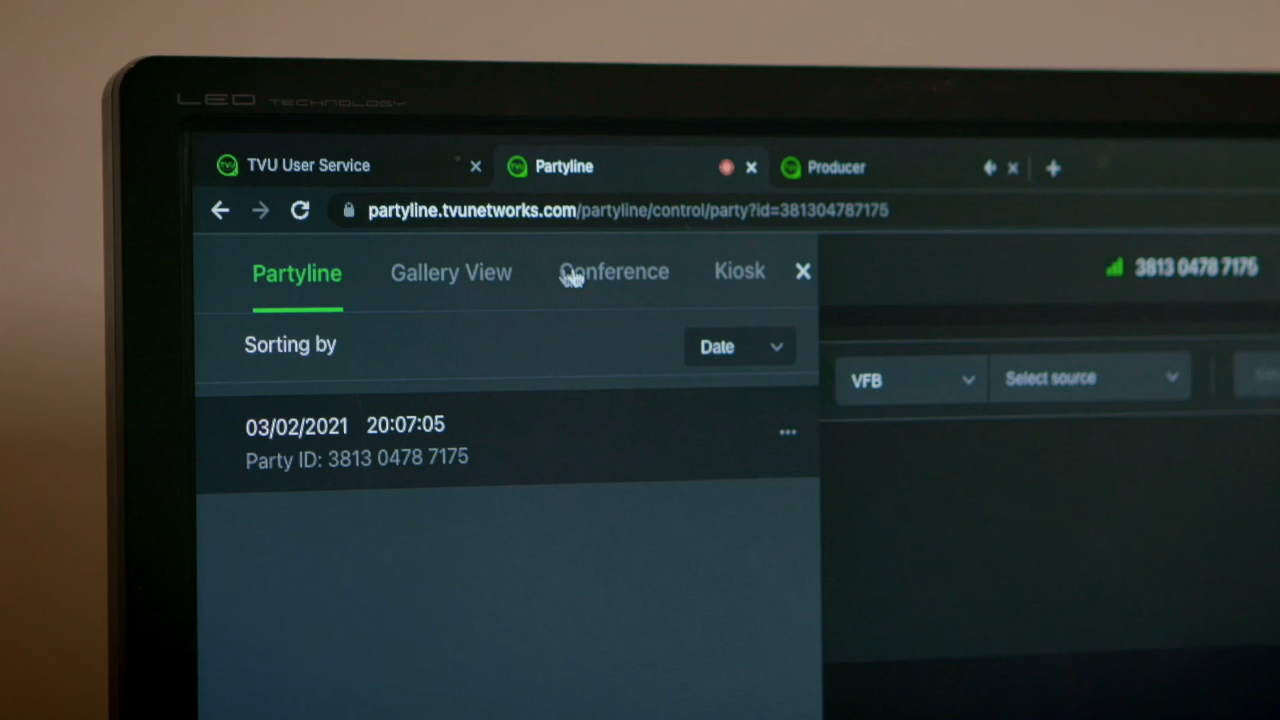 LED TECHNOLOGY
TVU User Service
Partyline
Producer
partyline.tvunetworks.com/partyline/control/party?id=381304787175
Partyline
Gallery View
Conference
Kiosk
3813 0478 7175
Sorting by
Date
VFB
Select source
03/02/2021 20:07:05
Party ID: 3813 0478 7175